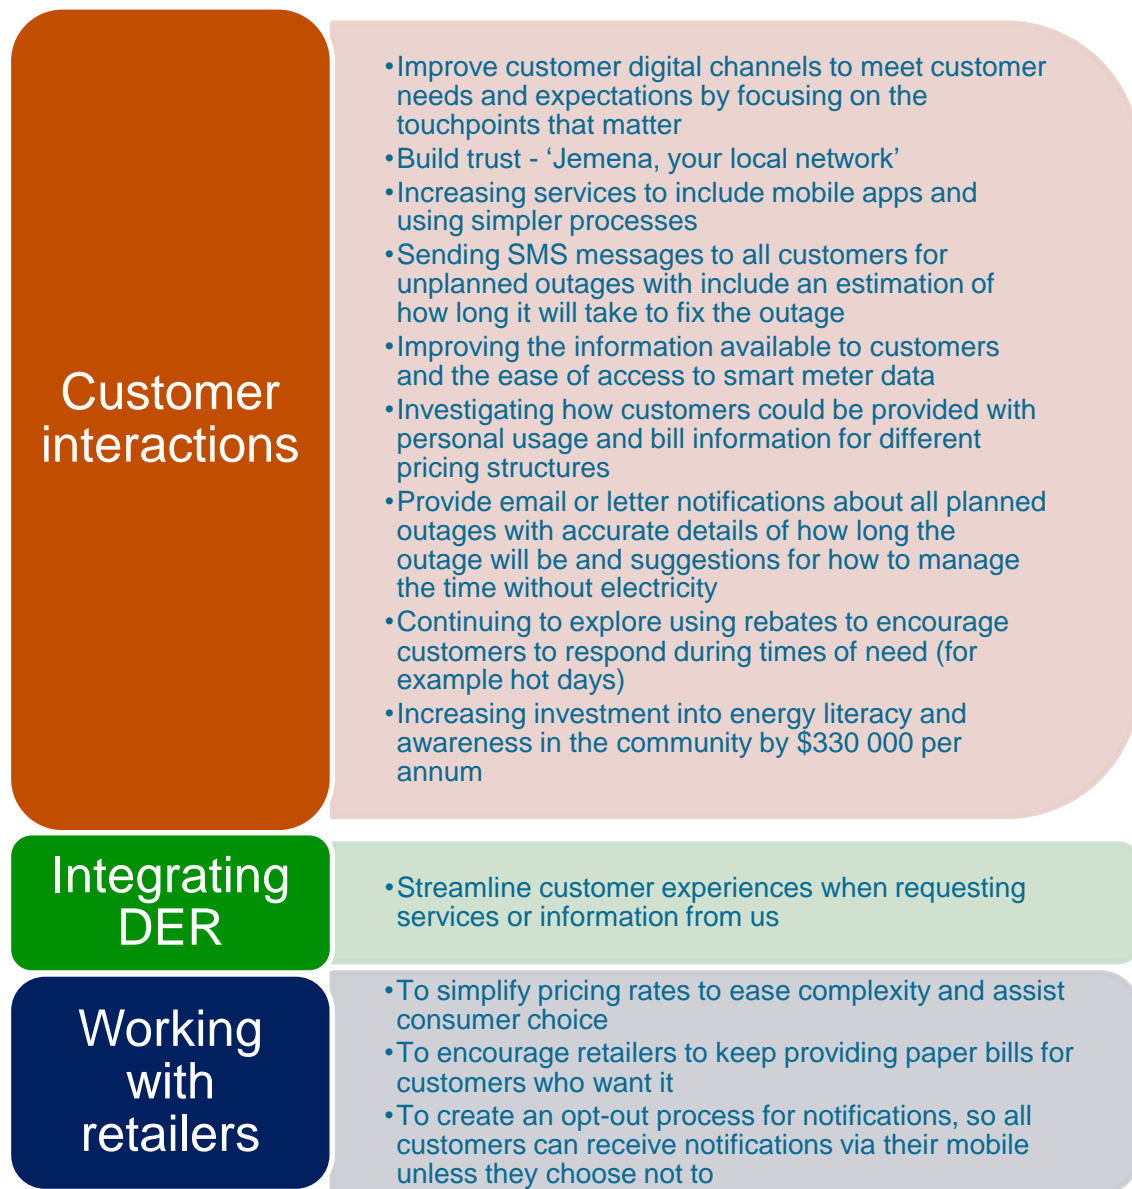 Customer
interactions
•Improve customer digital channels to meet customer
needs and expectations by focusing on the
touchpoints that matter
•Build trust - ‘Jemena, your local network’
•Increasing services to include mobile apps and
using simpler processes
•Sending SMS messages to all customers for
unplanned outages with include an estimation of
how long it will take to fix the outage
•Improving the information available to customers
and the ease of access to smart meter data
•Investigating how customers could be provided with
personal usage and bill information for different
pricing structures
•Provide email or letter notifications about all planned
outages with accurate details of how long the
outage will be and suggestions for how to manage
the time without electricity
•Continuing to explore using rebates to encourage
customers to respond during times of need (for
example hot days)
•Increasing investment into energy literacy and
awareness in the community by $330 000 per
annum
Integrating
DER
•Streamline customer experiences when requesting
services or information from us
Working
with
retailers
•To simplify pricing rates to ease complexity and assist
consumer choice
•To encourage retailers to keep providing paper bills for
customers who want it
•To create an opt-out process for notifications, so all
customers can receive notifications via their mobile
unless they choose not to